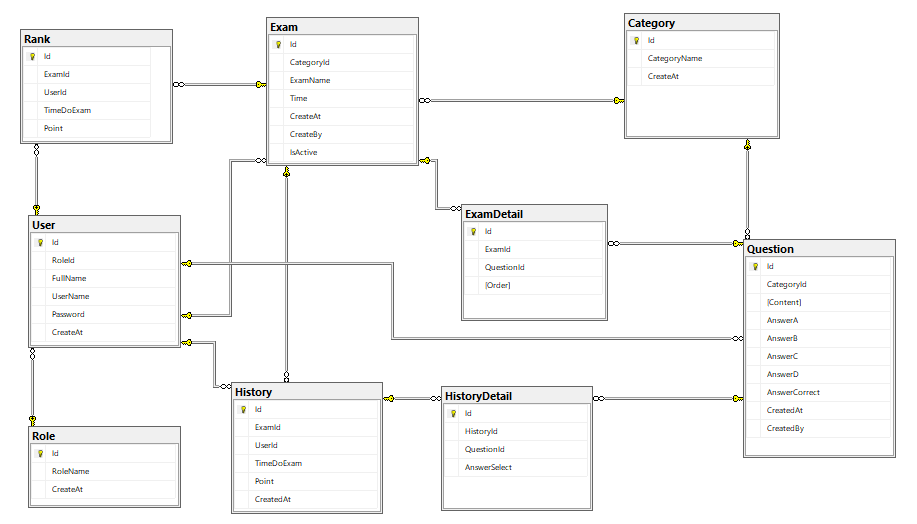 Rank
Id
ExamId
UserId
TimeDoExam
Point
Exam
Id
CategoryId
ExamName
Time
CreateAt
CreateBy
IsActive
Category
Id
CategoryName
CreateAt
User
Id
RoleId
FullName
UserName
Password
CreateAt
ExamDetail
Id
ExamId
QuestionId
[Order]
Question
Id
CategoryId
[Content]
AnswerA
AnswerB
AnswerC
AnswerD
AnswerCorrect
CreatedAt
CreatedBy
Role
Id
RoleName
CreateAt
History
Id
ExamId
UserId
TimeDoExam
Point
CreatedAt
HistoryDetail
Id
HistoryId
QuestionId
AnswerSelect